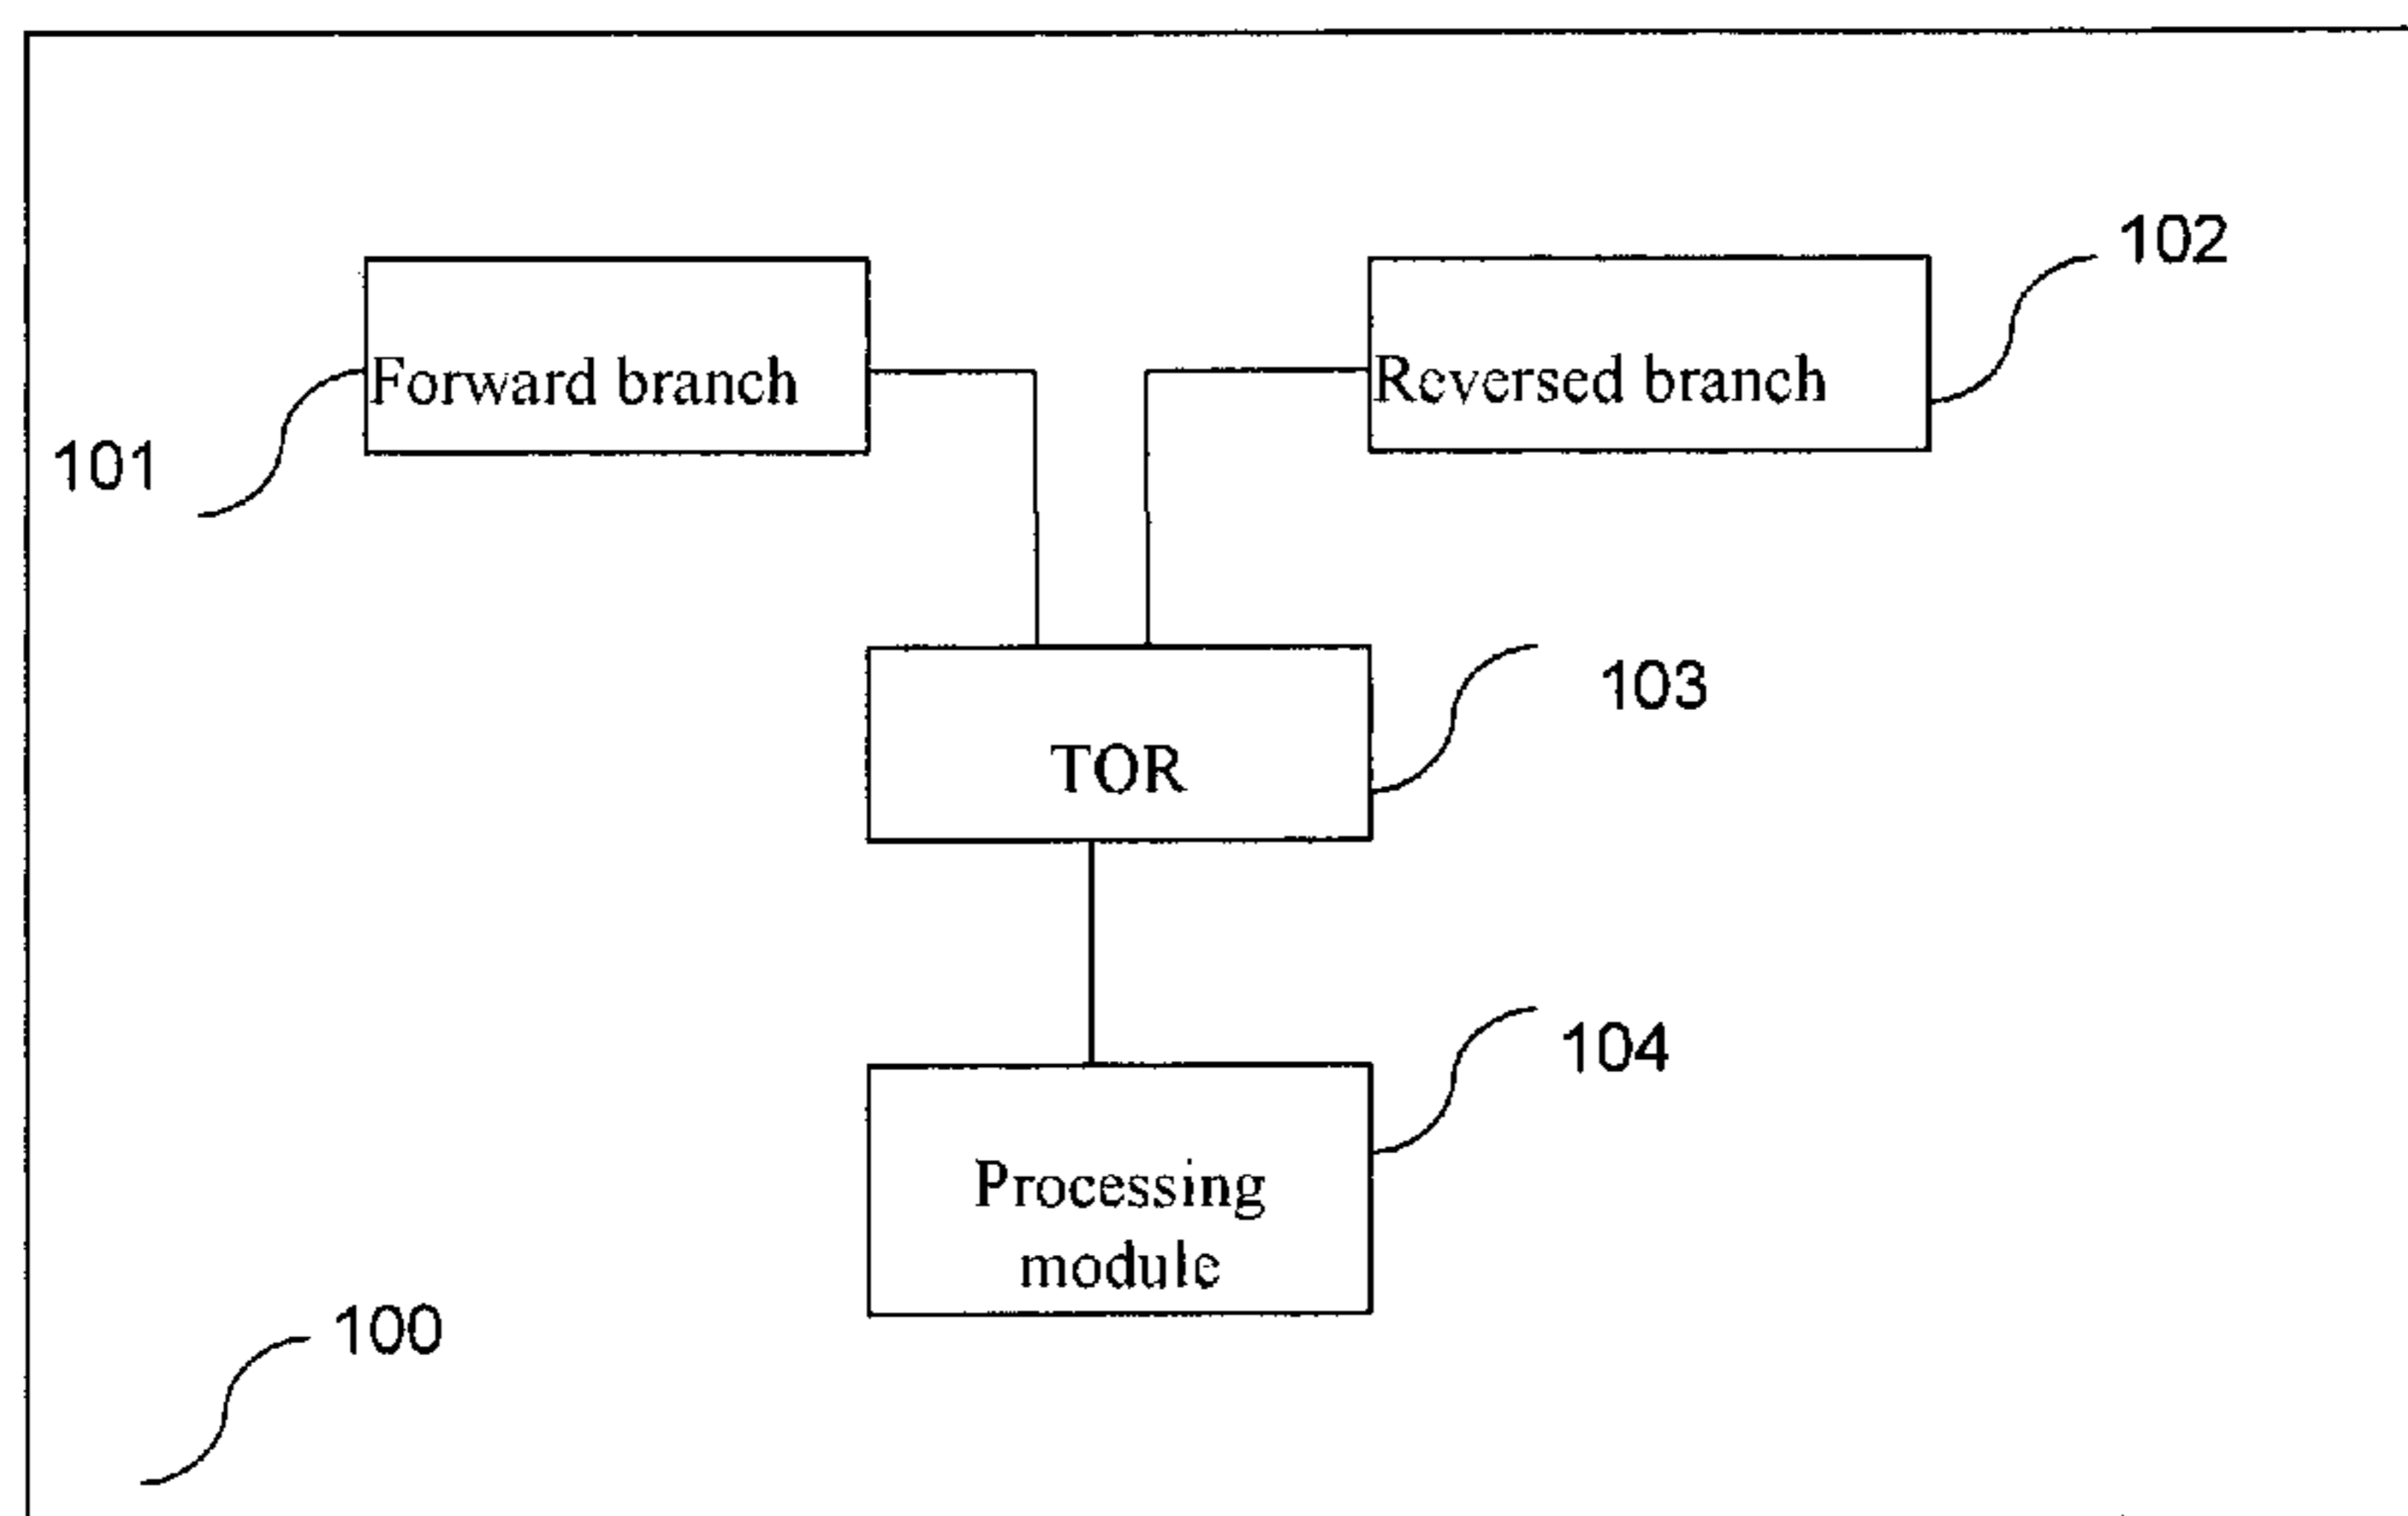 102
Forward branch
Reversed branch
101
103
TOR
104
Processing
module
100